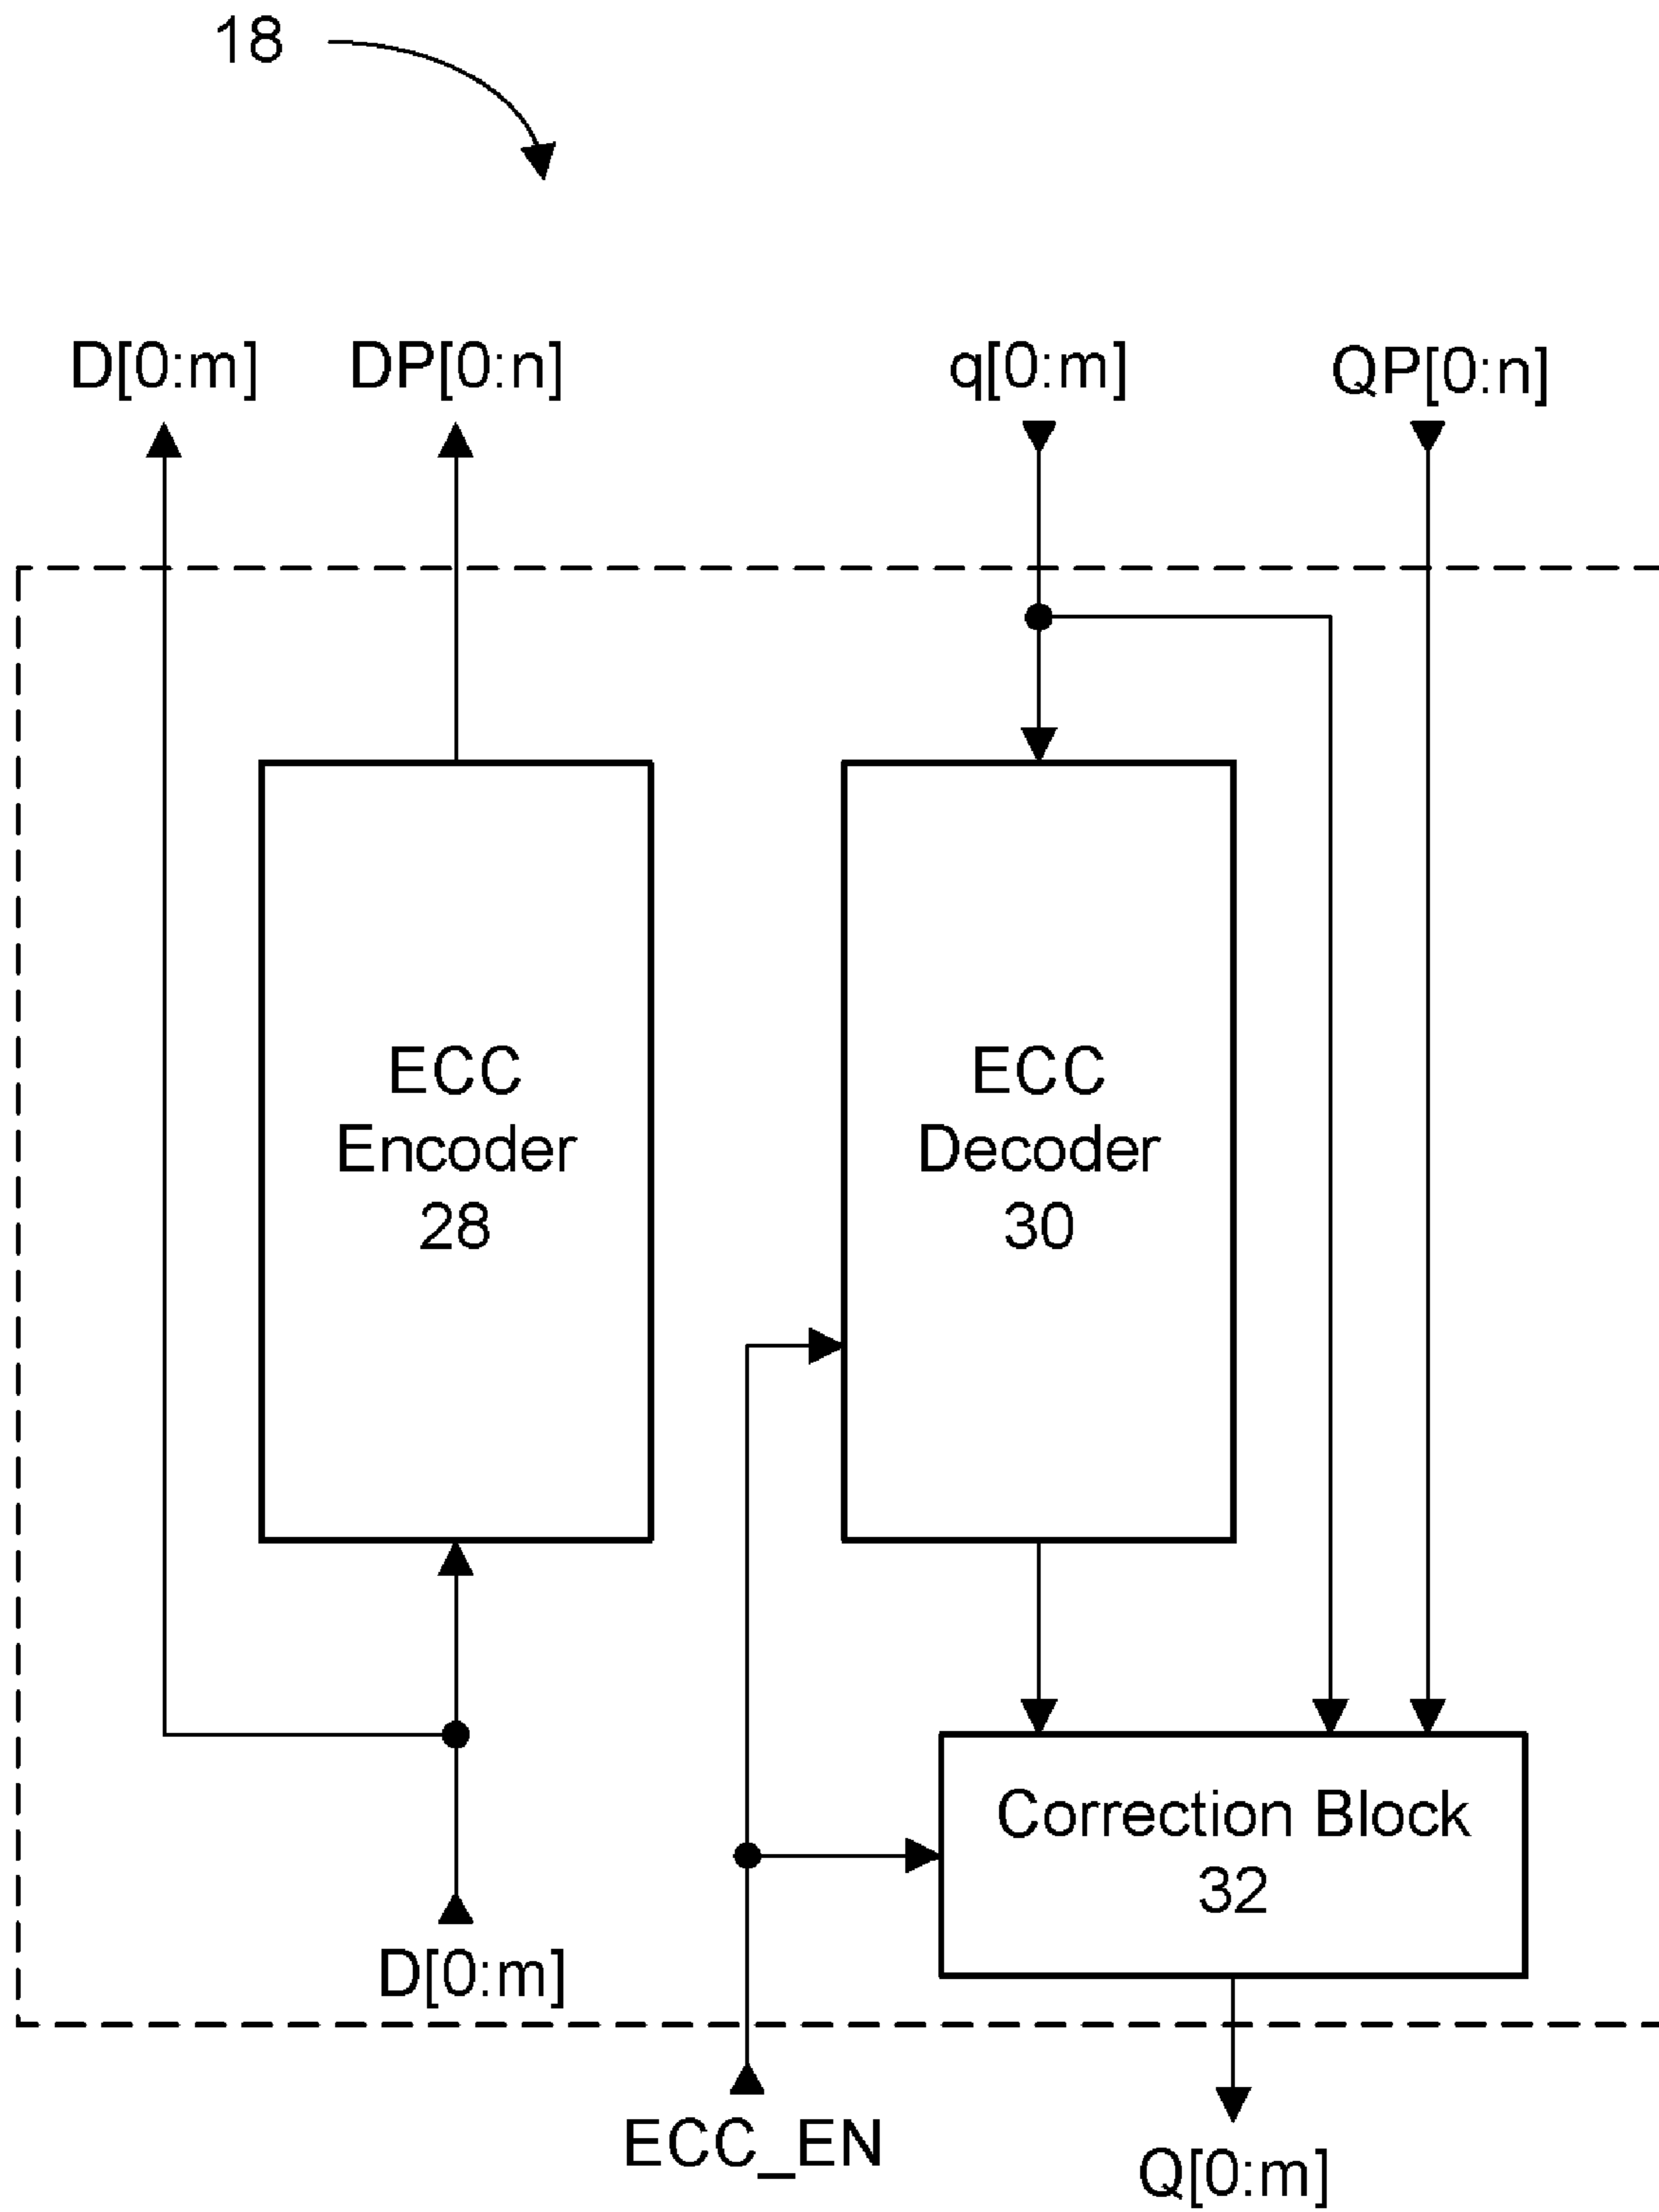 18
D[0:m] DP[0:n] q[0:m] QP[0:n]
ECC
Encoder
28
ECC
Decoder
30
Correction Block
32
D[0:m]
ECC_EN
Q[0:m]